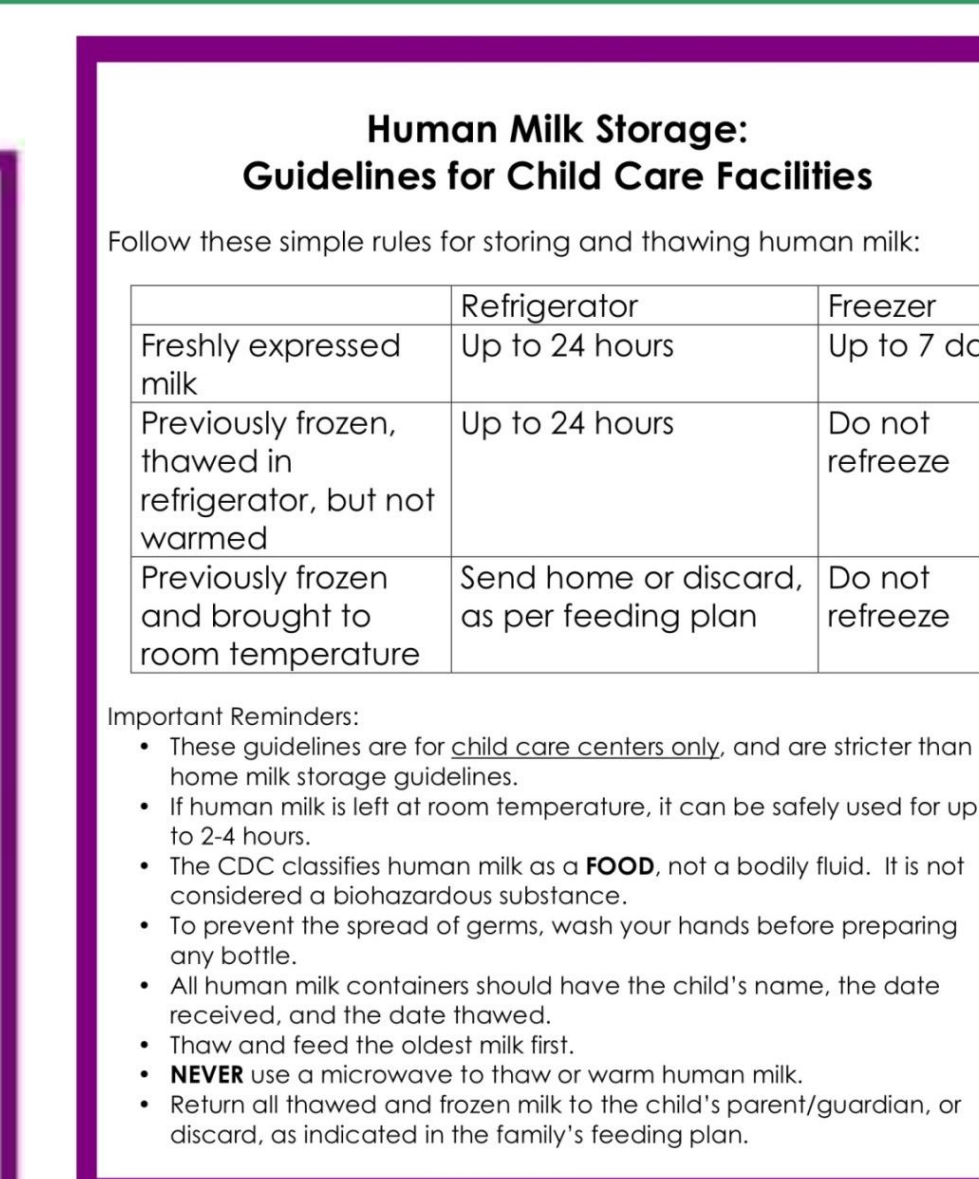 Human Milk Storage:
Guidelines for Child Care Facilities
Follow these simple rules for storing and thawing human milk:
Refrigerator Freezer
Freshly expressed milk Up to 24 hours Up to 7
Previously frozen, thawed in refrigerator, but not warmed Up to 24 hours Do not refreeze
Previously frozen and brought to room temperature Send home or discard, as per feeding plan Do not refreeze
Important Reminders:
• These guidelines are for child care centers only, and are stricter than
home milk storage guidelines.
• If human milk is left at room temperature, it can be safely used for up
to 2-4 hours.
• The CDC classifies human milk as a FOOD, not a bodily fluid. It is not
considered a biohazardous substance.
• To prevent the spread of germs, wash your hands before preparing
any bottle.
• All human milk containers should have the child's name, the date
received, and the date thawed.
• Thaw and feed the oldest milk first.
• NEVER use a microwave to thaw or warm human milk.
• Return all thawed and frozen milk to the child's parent/guardian, or
discard, as indicated in the family's feeding plan.